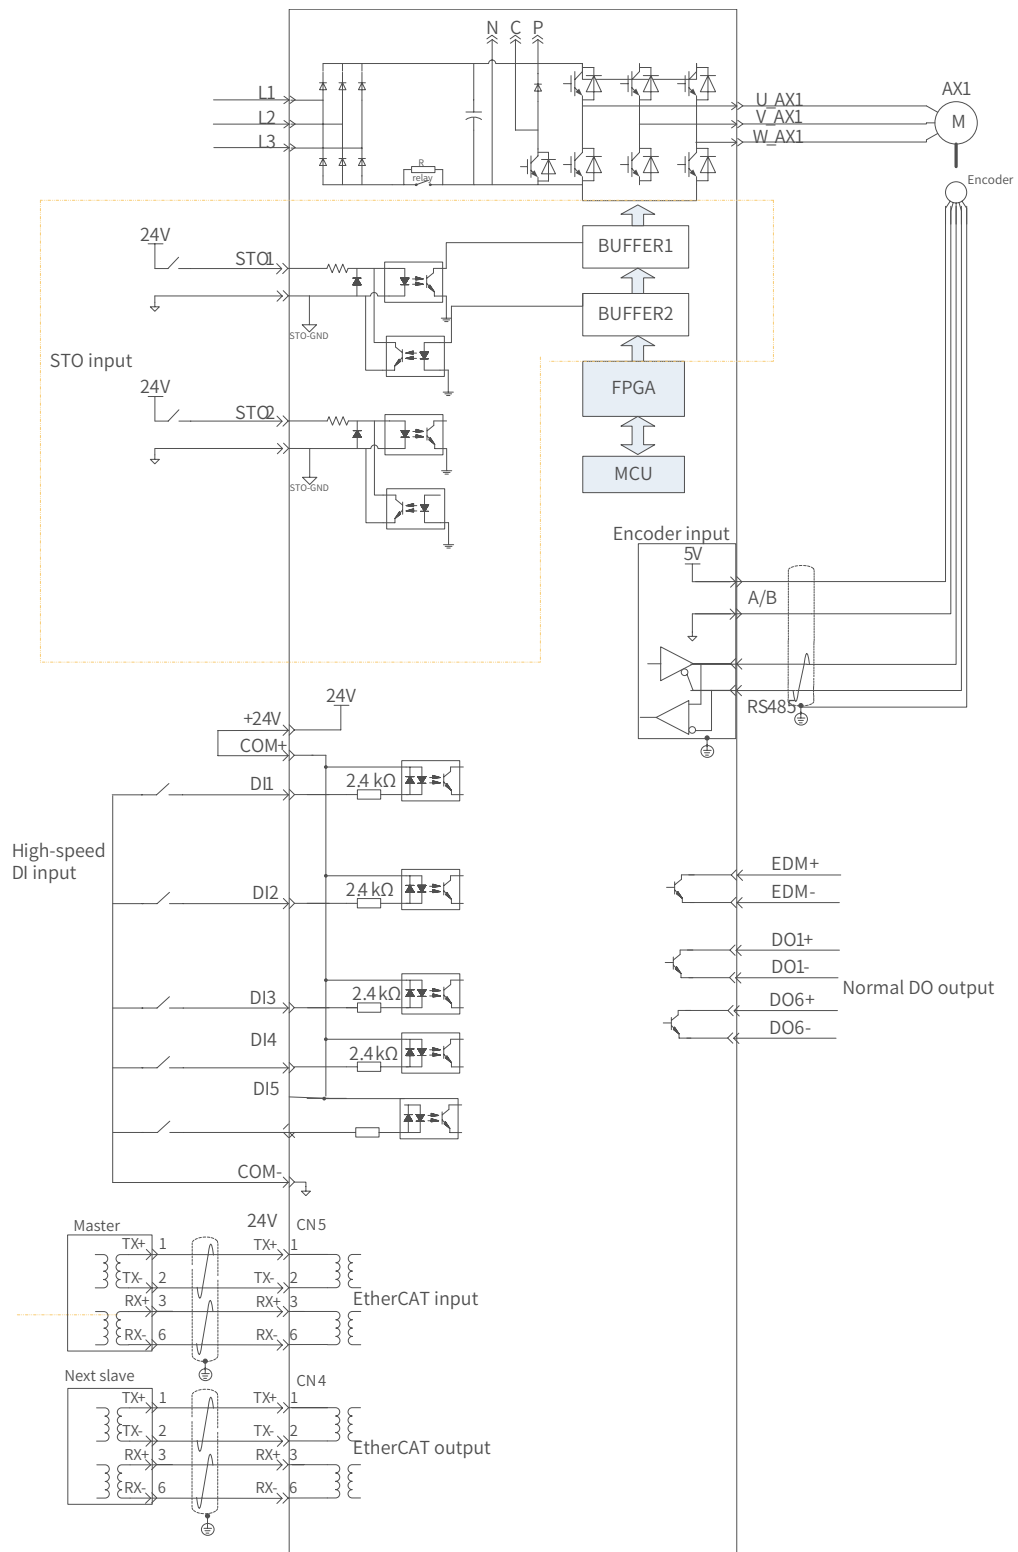 N C P
AX1
L1
U_AX1
L2
V_AX1
M
L3
W_AX1
R
relay
Encoder
24V
STO1
BUFFER1
STO-GND
BUFFER2
STO input
24V
FPGA
STO2
MCU
STO-GND
Encoder input
5V
A/B
RS485
24V
+24V
COM+
DI1
2.4 kΩ
High-speed
DI input
DI2
2.4 kΩ
EDM+
EDM-
DO1+
DO1-
Normal DO output
DI3
2.4 kΩ
DO6+
DO6-
DI4
2.4 kΩ
DI5
COM-
24V
CN5
Master
TX+ 1 TX+ 1
TX- 2 TX- 2
EtherCAT input
RX+ 3 RX+ 3
RX- 6 RX- 6
Next slave
CN4
TX+ 1 TX+ 1
TX- 2 TX- 2
EtherCAT output
RX+ 3 RX+ 3
RX- 6 RX- 6